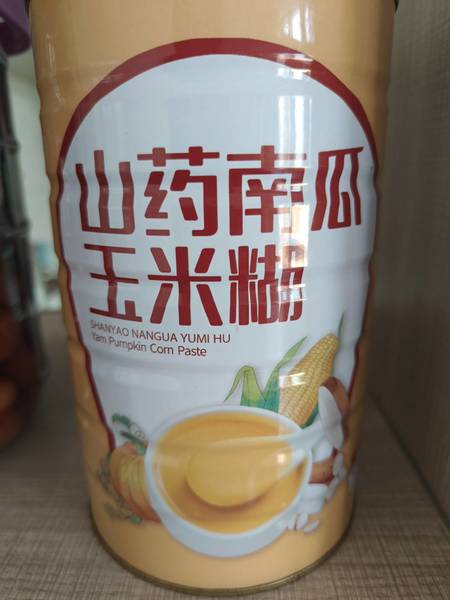 山药南瓜
玉米糊
SHANYAO NANGUA YUMI HU
Yam Pumpkin Corn Paste